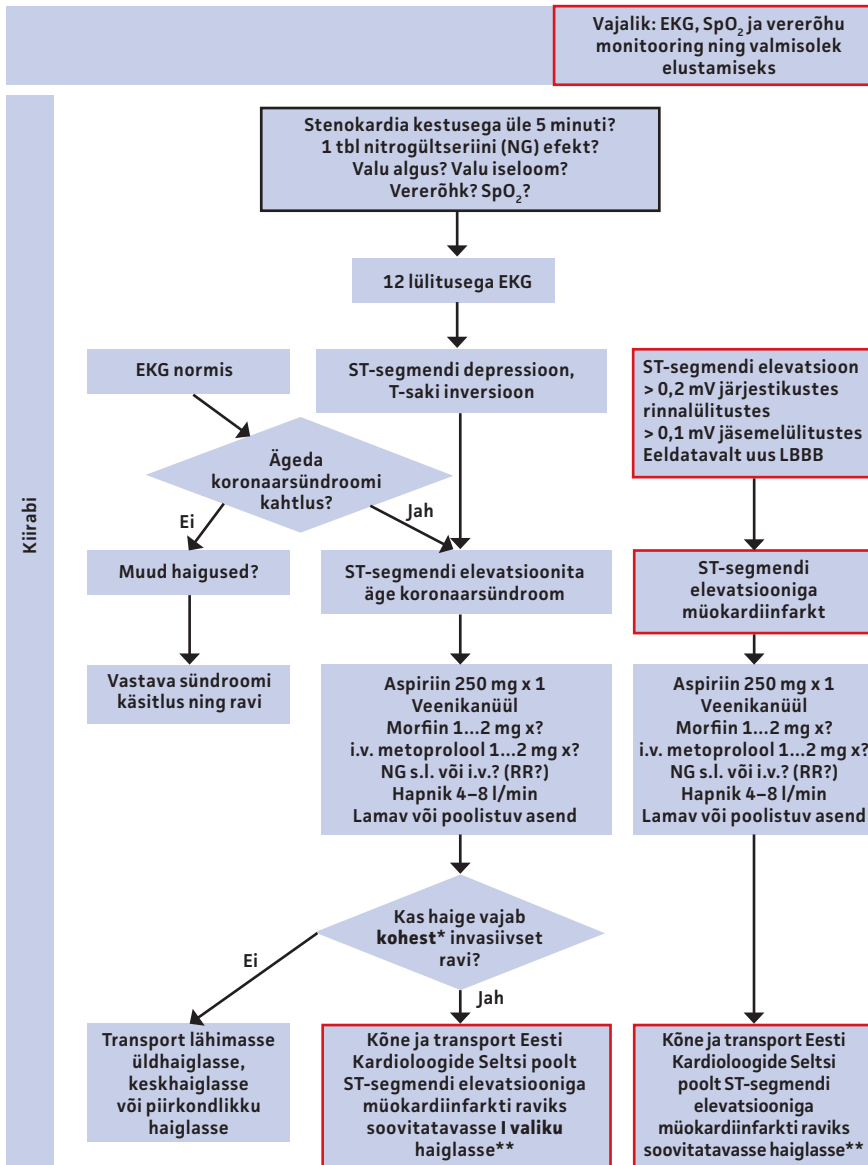 Vajalik: EKG, SpO₂ ja vererõhu
monitooring ning valmisolek
elustamiseks
Kiirabi
Stenokardia kestusega üle 5 minuti?
1 tbl nitrogültseriini (NG) efekt?
Valu algus? Valu iseloom?
Vererõhk? SpO₂?
12 lülitusega EKG
EKG normis
ST-segmendi depressioon,
T-saki inversioon
ST-segmendi elevatsioon
> 0,2 mV järjestikustes
rinnalülitustes
> 0,1 mV jäsemelülitustes
Eeldatavalt uus LBBB
Ägeda
koronaarsündroomi
kahtlus?
Ei
Jah
Muud haigused?
ST-segmendi elevatsioonita
äge koronaarsündroom
ST-segmendi
elevatsiooniga
müokardiinfarkt
Vastava sündroomi
käsitlus ning ravi
Aspiriin 250 mg x 1
Veenikanüül
Morfiin 1...2 mg x?
i.v. metoprolool 1...2 mg x?
NG s.l. või i.v.? (RR?)
Hapnik 4–8 l/min
Lamav või poolistuv asend
Aspiriin 250 mg x 1
Veenikanüül
Morfiin 1...2 mg x?
i.v. metoprolool 1...2 mg x?
NG s.l. või i.v.? (RR?)
Hapnik 4–8 l/min
Lamav või poolistuv asend
Kas haige vajab
kohest* invasiivset
ravi?
Ei
Jah
Transport lähimasse
üldhaiglasse,
keskhaiglasse
või piirkondlikku
haiglasse
Kõne ja transport Eesti
Kardioloogide Seltsi poolt
ST-segmendi elevatsiooniga
müokardiinfarkti raviks
soovitatavasse I valiku
haiglasse**
Kõne ja transport Eesti
Kardioloogide Seltsi
poolt ST-segmendi
elevatsiooniga
müokardiinfarkti raviks
soovitatavasse haiglasse**